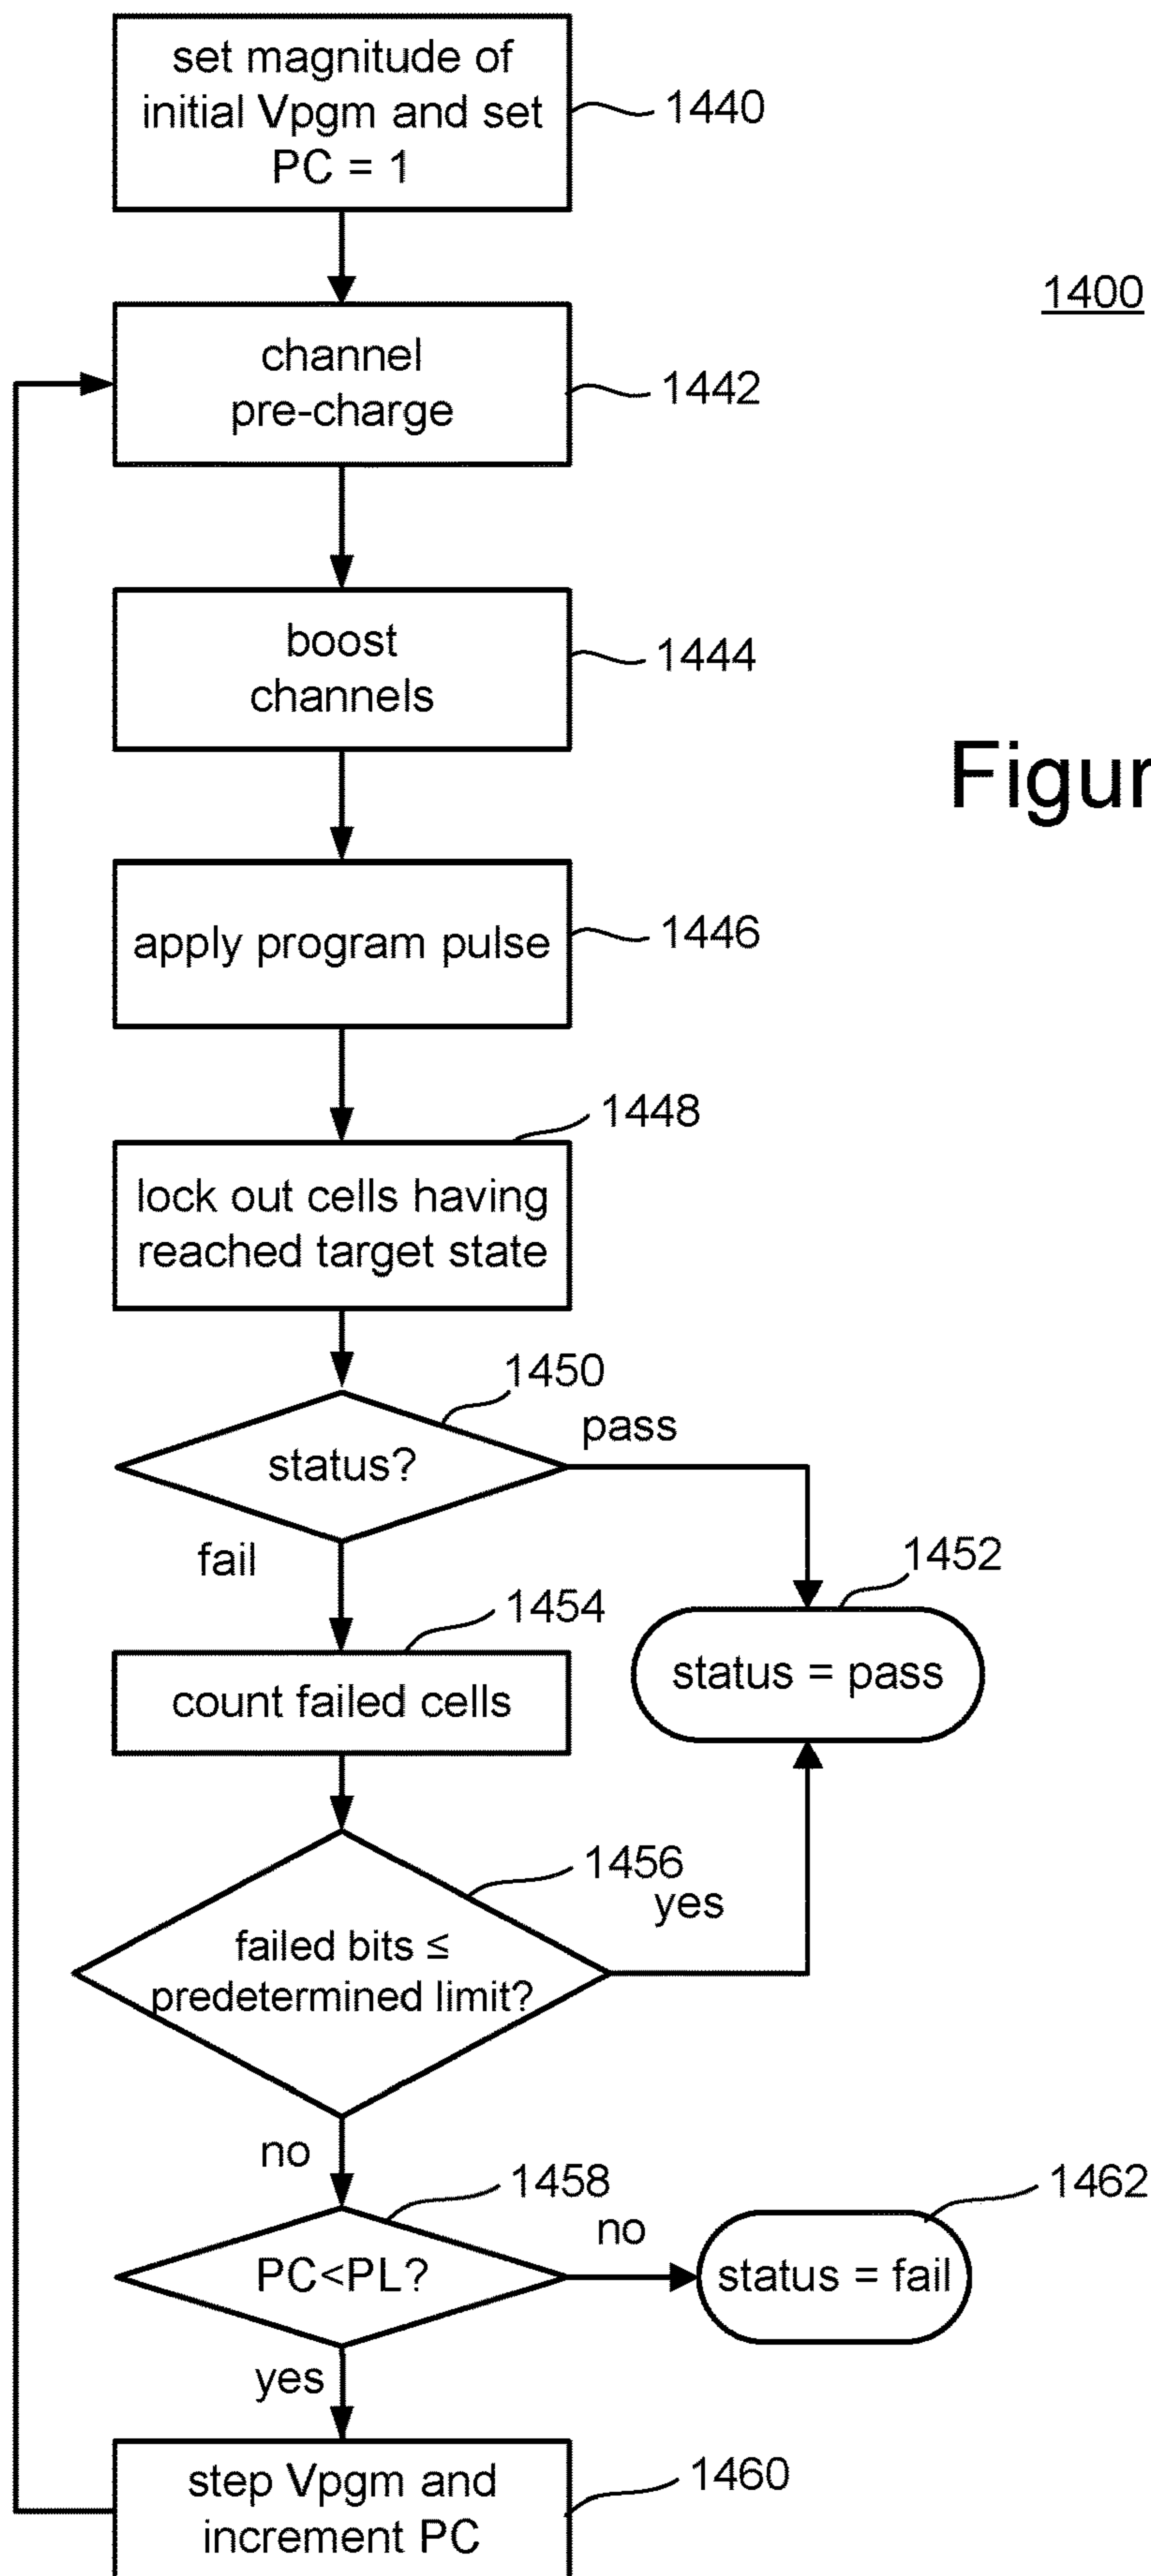 set magnitude of
initial Vpgm and set
PC = 1
1440
1400
channel
pre-charge
1442
boost
channels
1444
Figur
apply program pulse
1446
1448
lock out cells having
reached target state
1450
status?
pass
fail
1452
status = pass
1454
count failed cells
1456
yes
failed bits ≤
predetermined limit?
no
1458
1462
no
PC<PL?
status = fail
yes
step Vpgm and
increment PC
1460